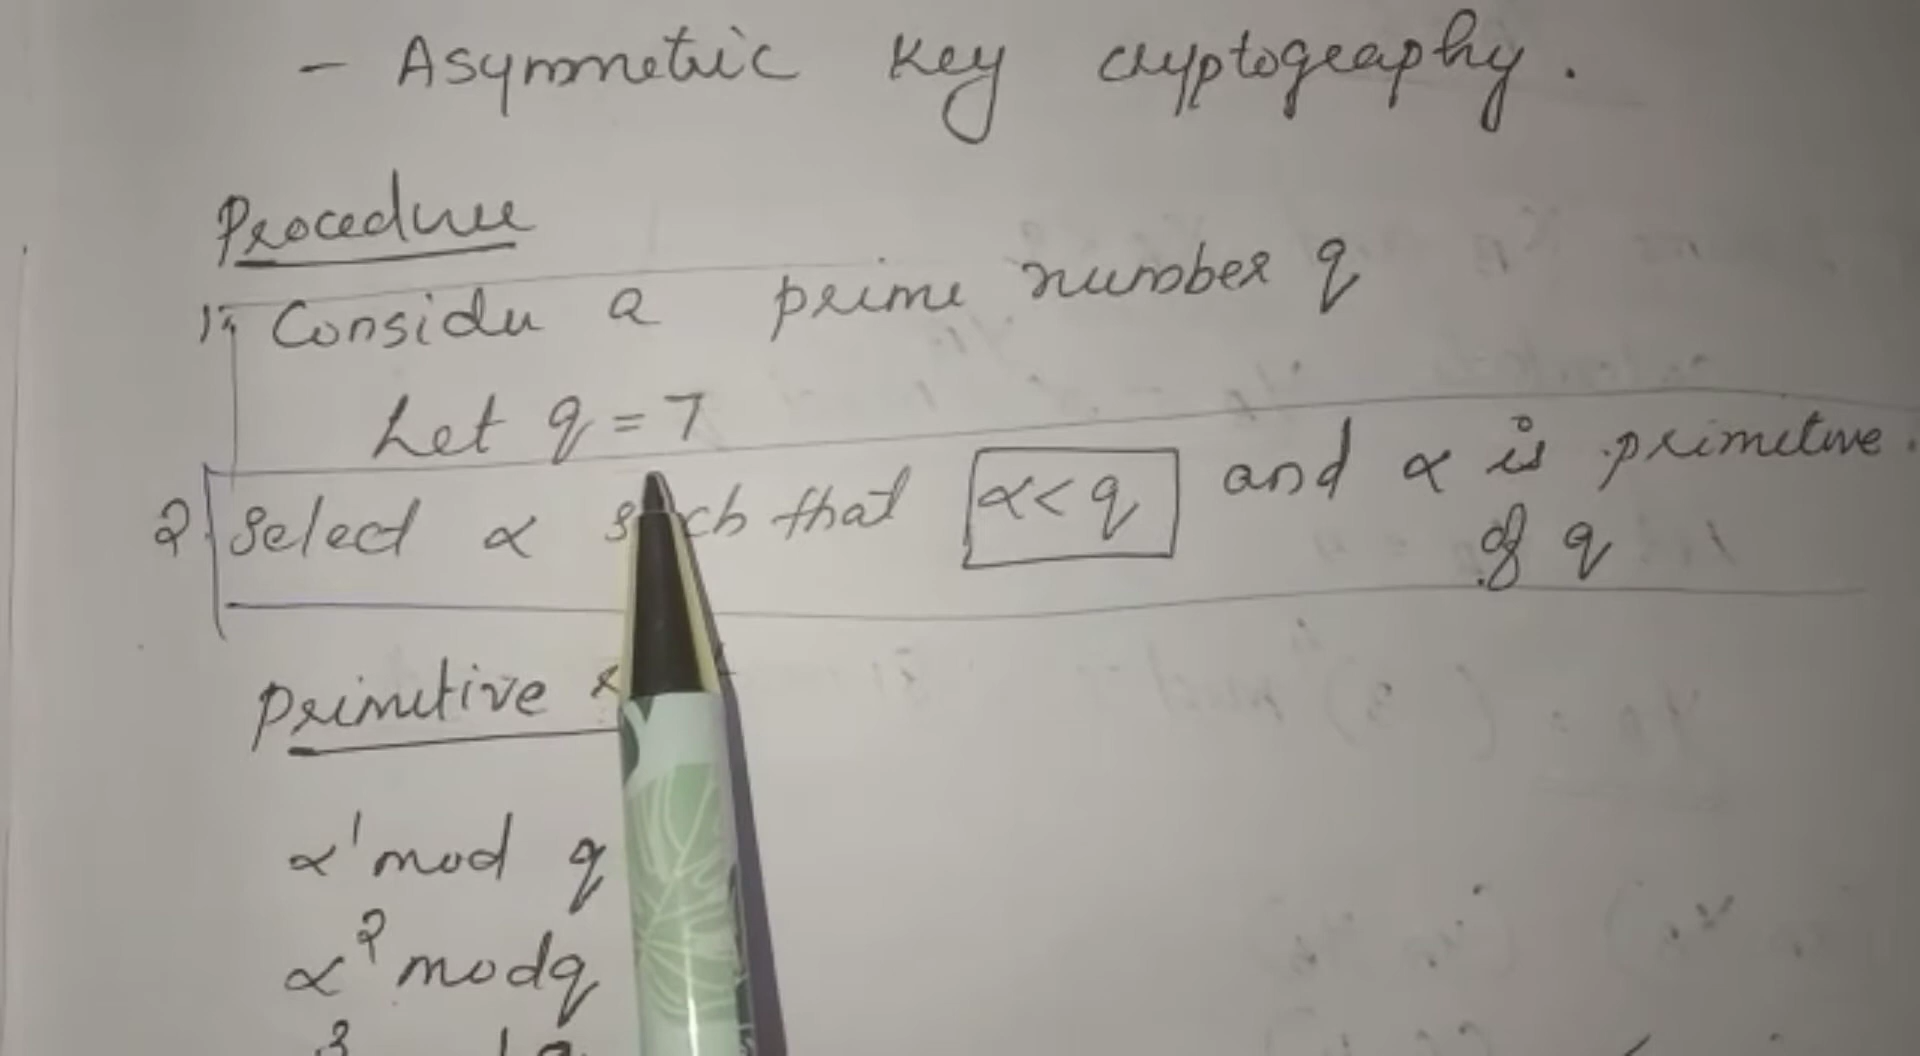 - Asymmetric key cryptography.
Procedure
1) Consider a prime number q
Let q = 7
2. Select α such that α < q and α is primitive
of q
Primitive
α¹ mod q
α² mod q